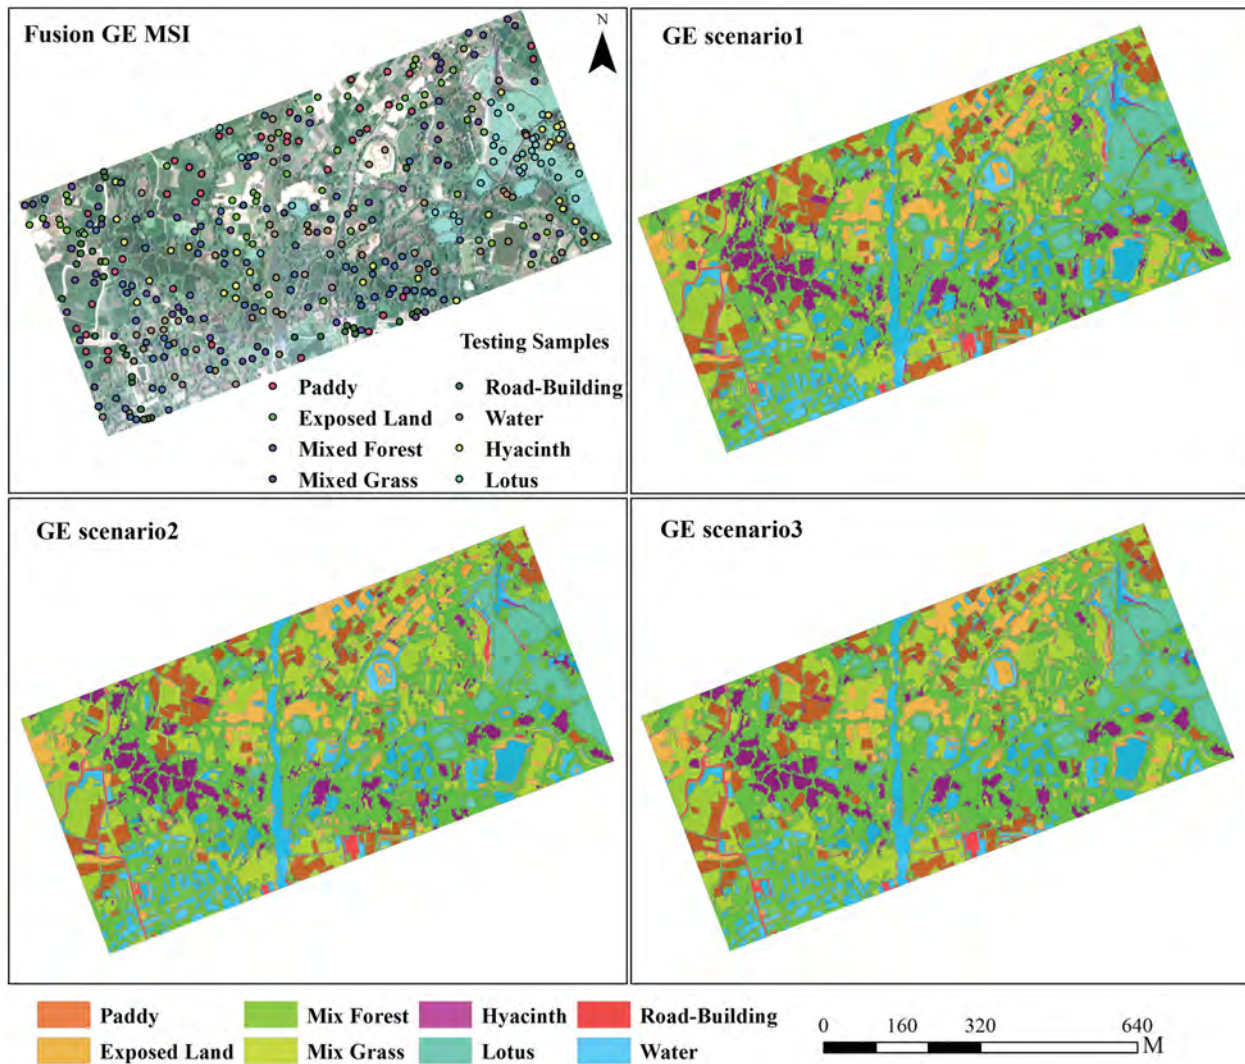 Fusion GE MSI
N
GE scenario1
Testing Samples
Paddy
Road-Building
Exposed Land
Water
Mixed Forest
Hyacinth
Mixed Grass
Lotus
GE scenario2
GE scenario3
Paddy
Mix Forest
Hyacinth
Road-Building
Exposed Land
Mix Grass
Lotus
Water
0 160 320 640
M